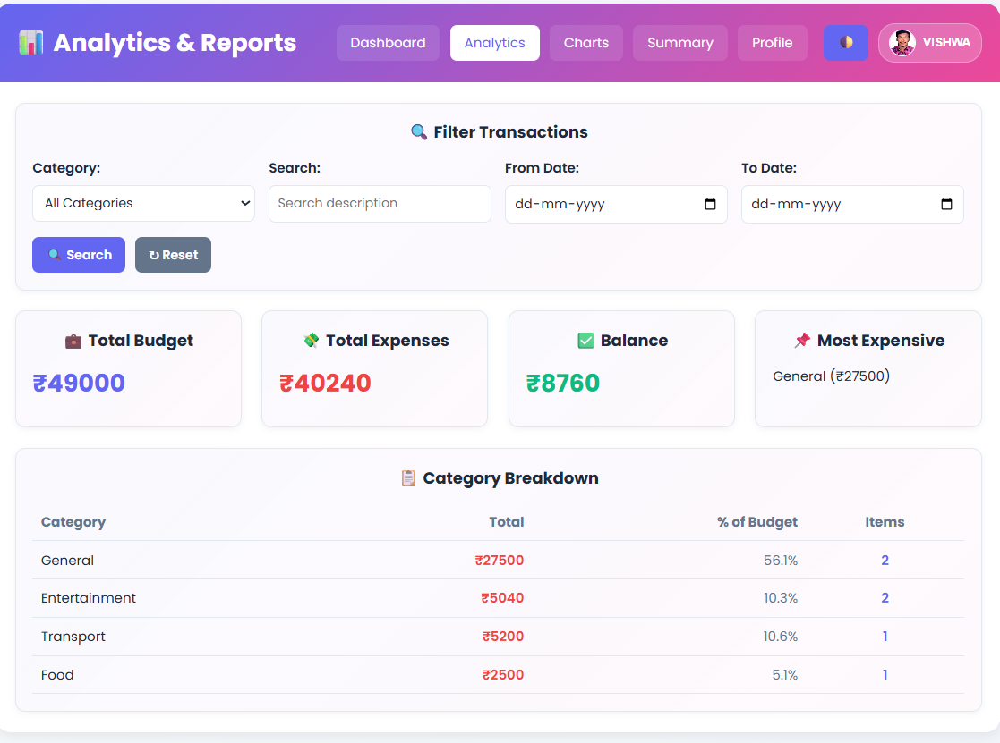 Analytics & Reports Dashboard Analytics Charts Summary Profile VISHWA
Filter Transactions
Category: Search: From Date: To Date:
All Categories Search description dd-mm-yyyy dd-mm-yyyy
Search ↻ Reset
Total Budget Total Expenses Balance Most Expensive
₹49000 ₹40240 ₹8760 General (₹27500)
Category Breakdown
Category Total % of Budget Items
General ₹27500 56.1% 2
Entertainment ₹5040 10.3% 2
Transport ₹5200 10.6% 1
Food ₹2500 5.1% 1